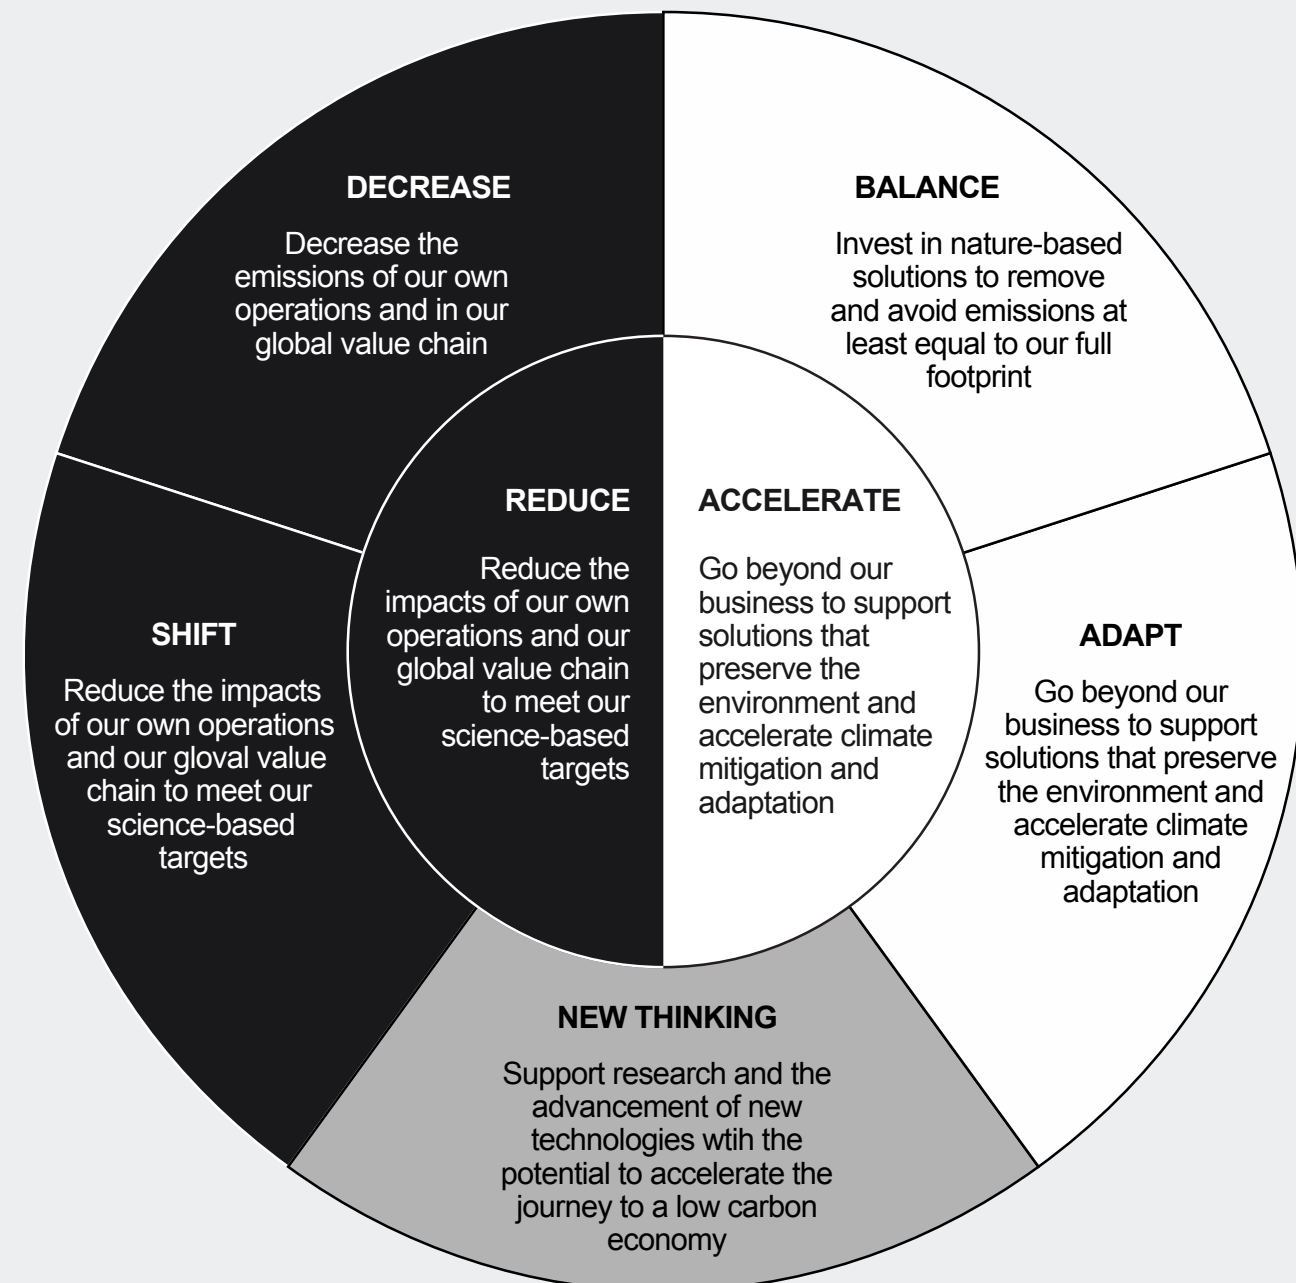 DECREASE
Decrease the
emissions of our own
operations and in our
global value chain
BALANCE
Invest in nature-based
solutions to remove
and avoid emissions at
least equal to our full
footprint
REDUCE
Reduce the
impacts of our own
operations and our
global value chain
to meet our
science-based
targets
ACCELERATE
Go beyond our
business to support
solutions that
preserve the
environment and
accelerate climate
mitigation and
adaptation
SHIFT
Reduce the impacts
of our own operations
and our gloval value
chain to meet our
science-based
targets
ADAPT
Go beyond our
business to support
solutions that preserve
the environment and
accelerate climate
mitigation and
adaptation
NEW THINKING
Support research and the
advancement of new
technologies wtih the
potential to accelerate the
journey to a low carbon
economy